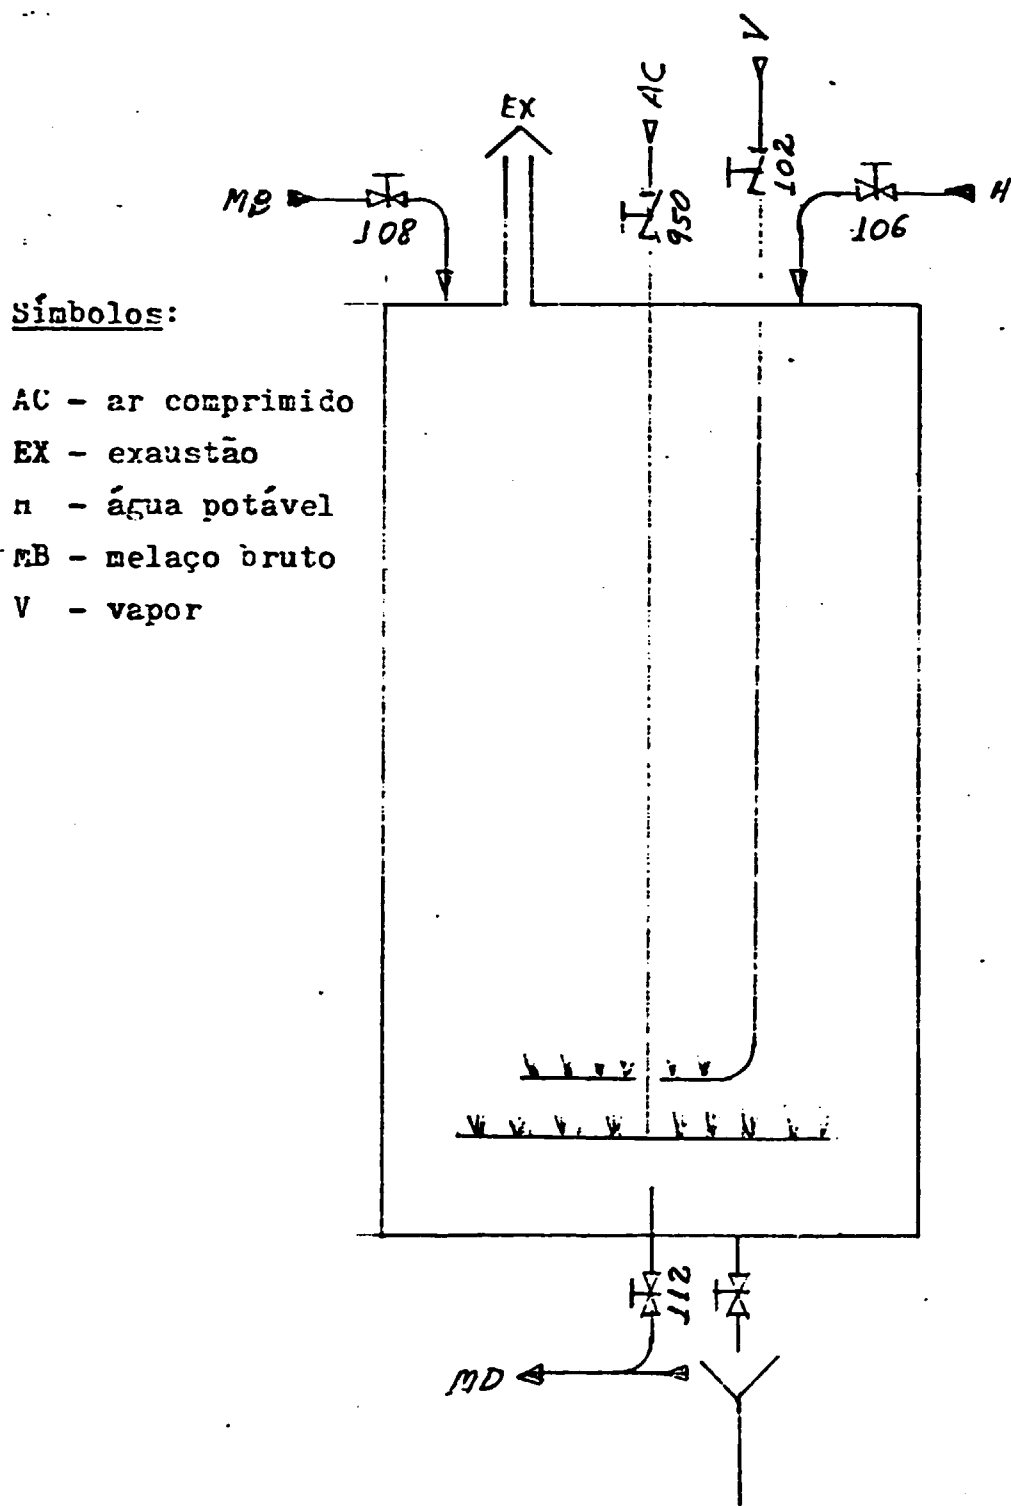 V
AC
EX
102
MB
950
H
108
106
Símbolos:
AC - ar comprimido
EX - exaustão
H - água potável
MB - melaço bruto
V - vapor
112
MD